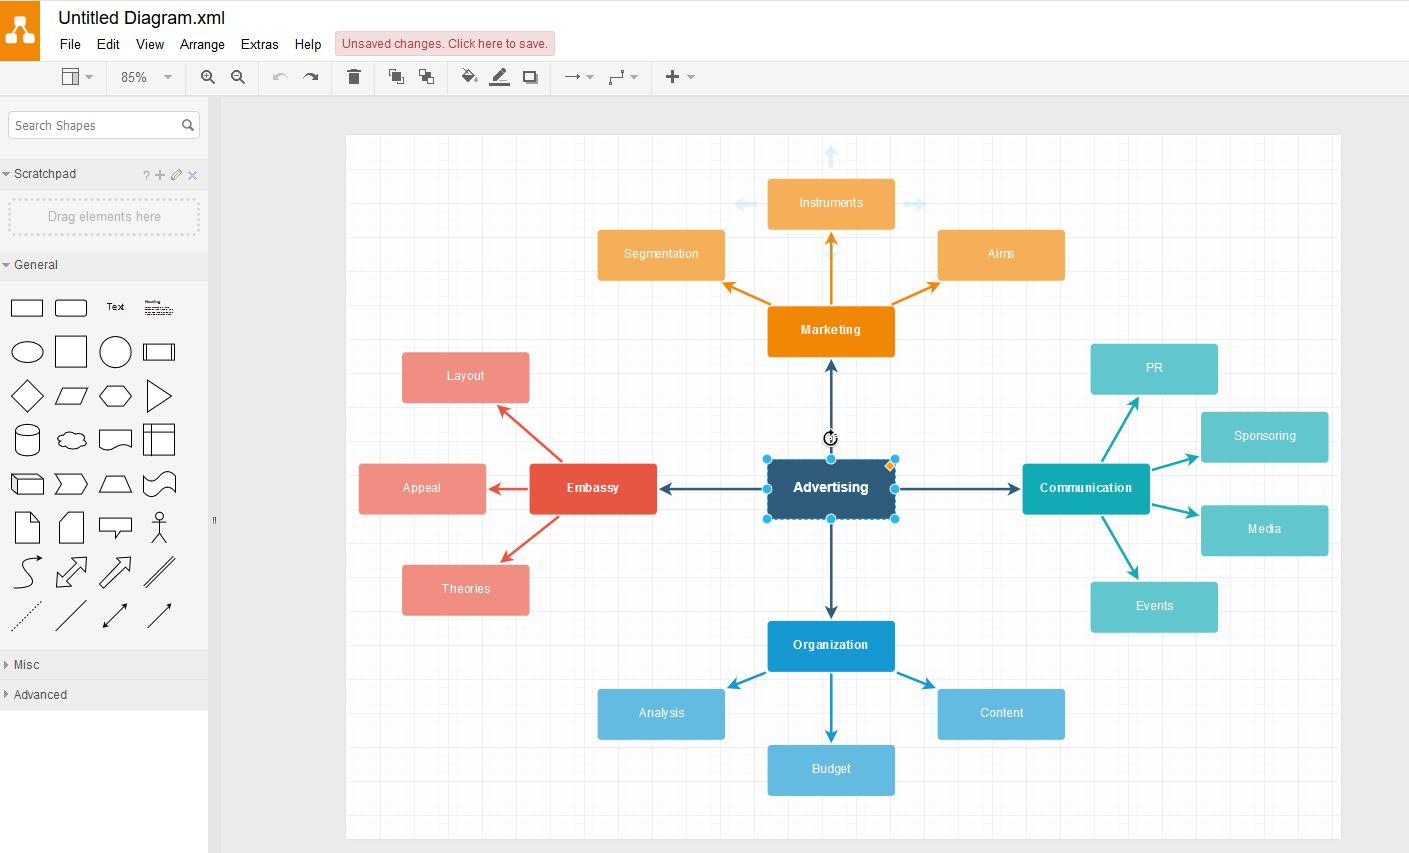 Untitled Diagram.xml
File Edit View Arrange Extras Help Unsaved changes. Click here to save.
85%
Search Shapes
Scratchpad ?
Drag elements here
General
Text
Heading
Misc
Advanced
Instruments
Segmentation
Aims
Marketing
Layout
PR
Sponsoring
Appeal
Embassy
Advertising
Communication
Media
Theories
Events
Organization
Analysis
Content
Budget